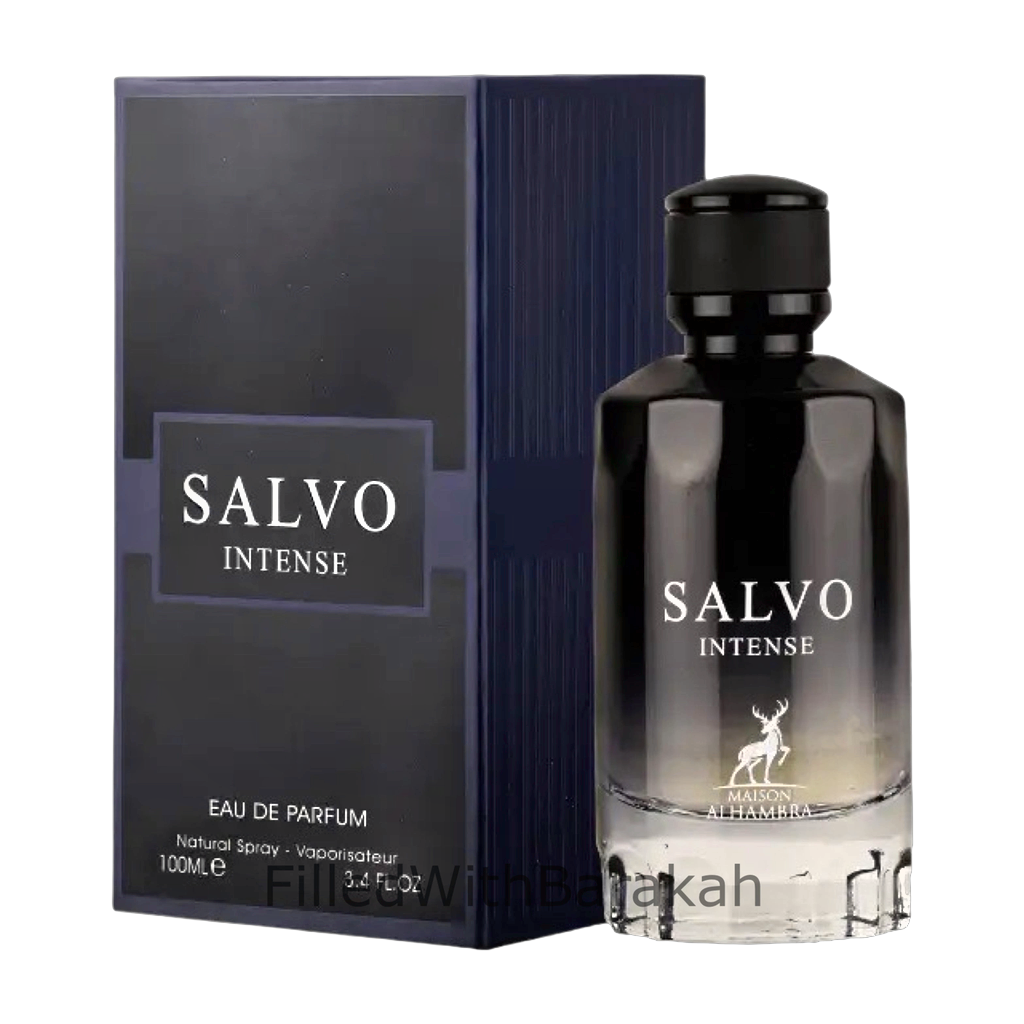 SALVO
INTENSE
EAU DE PARFUM
Natural Spray - Vaporisateur
100ML℮
3.4 FL.OZ
SALVO
INTENSE
MAISON
ALHAMBRA
FilledWithBarakah